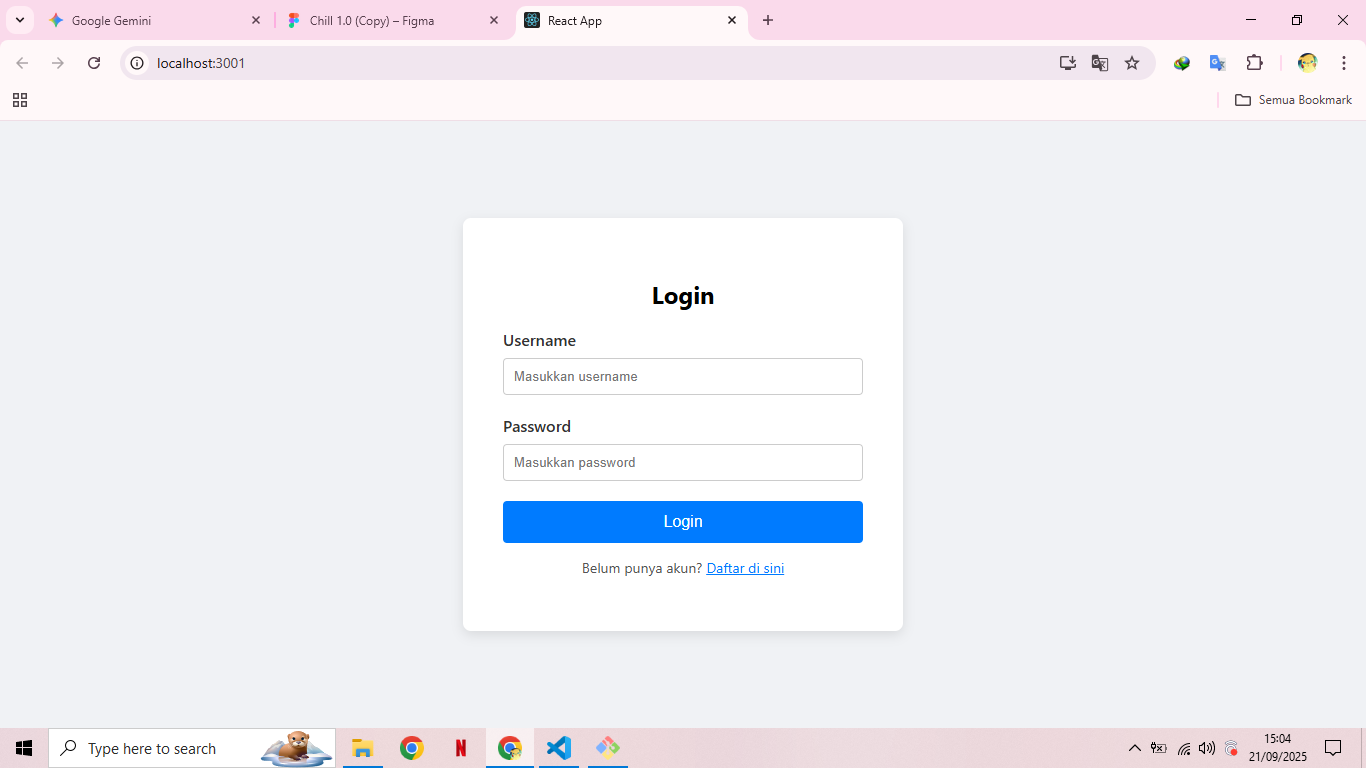 Google Gemini
Chill 1.0 (Copy) – Figma
React App
localhost:3001
Semua Bookmark
Login
Username
Masukkan username
Password
Masukkan password
Login
Belum punya akun? Daftar di sini
Type here to search
15:04
21/09/2025